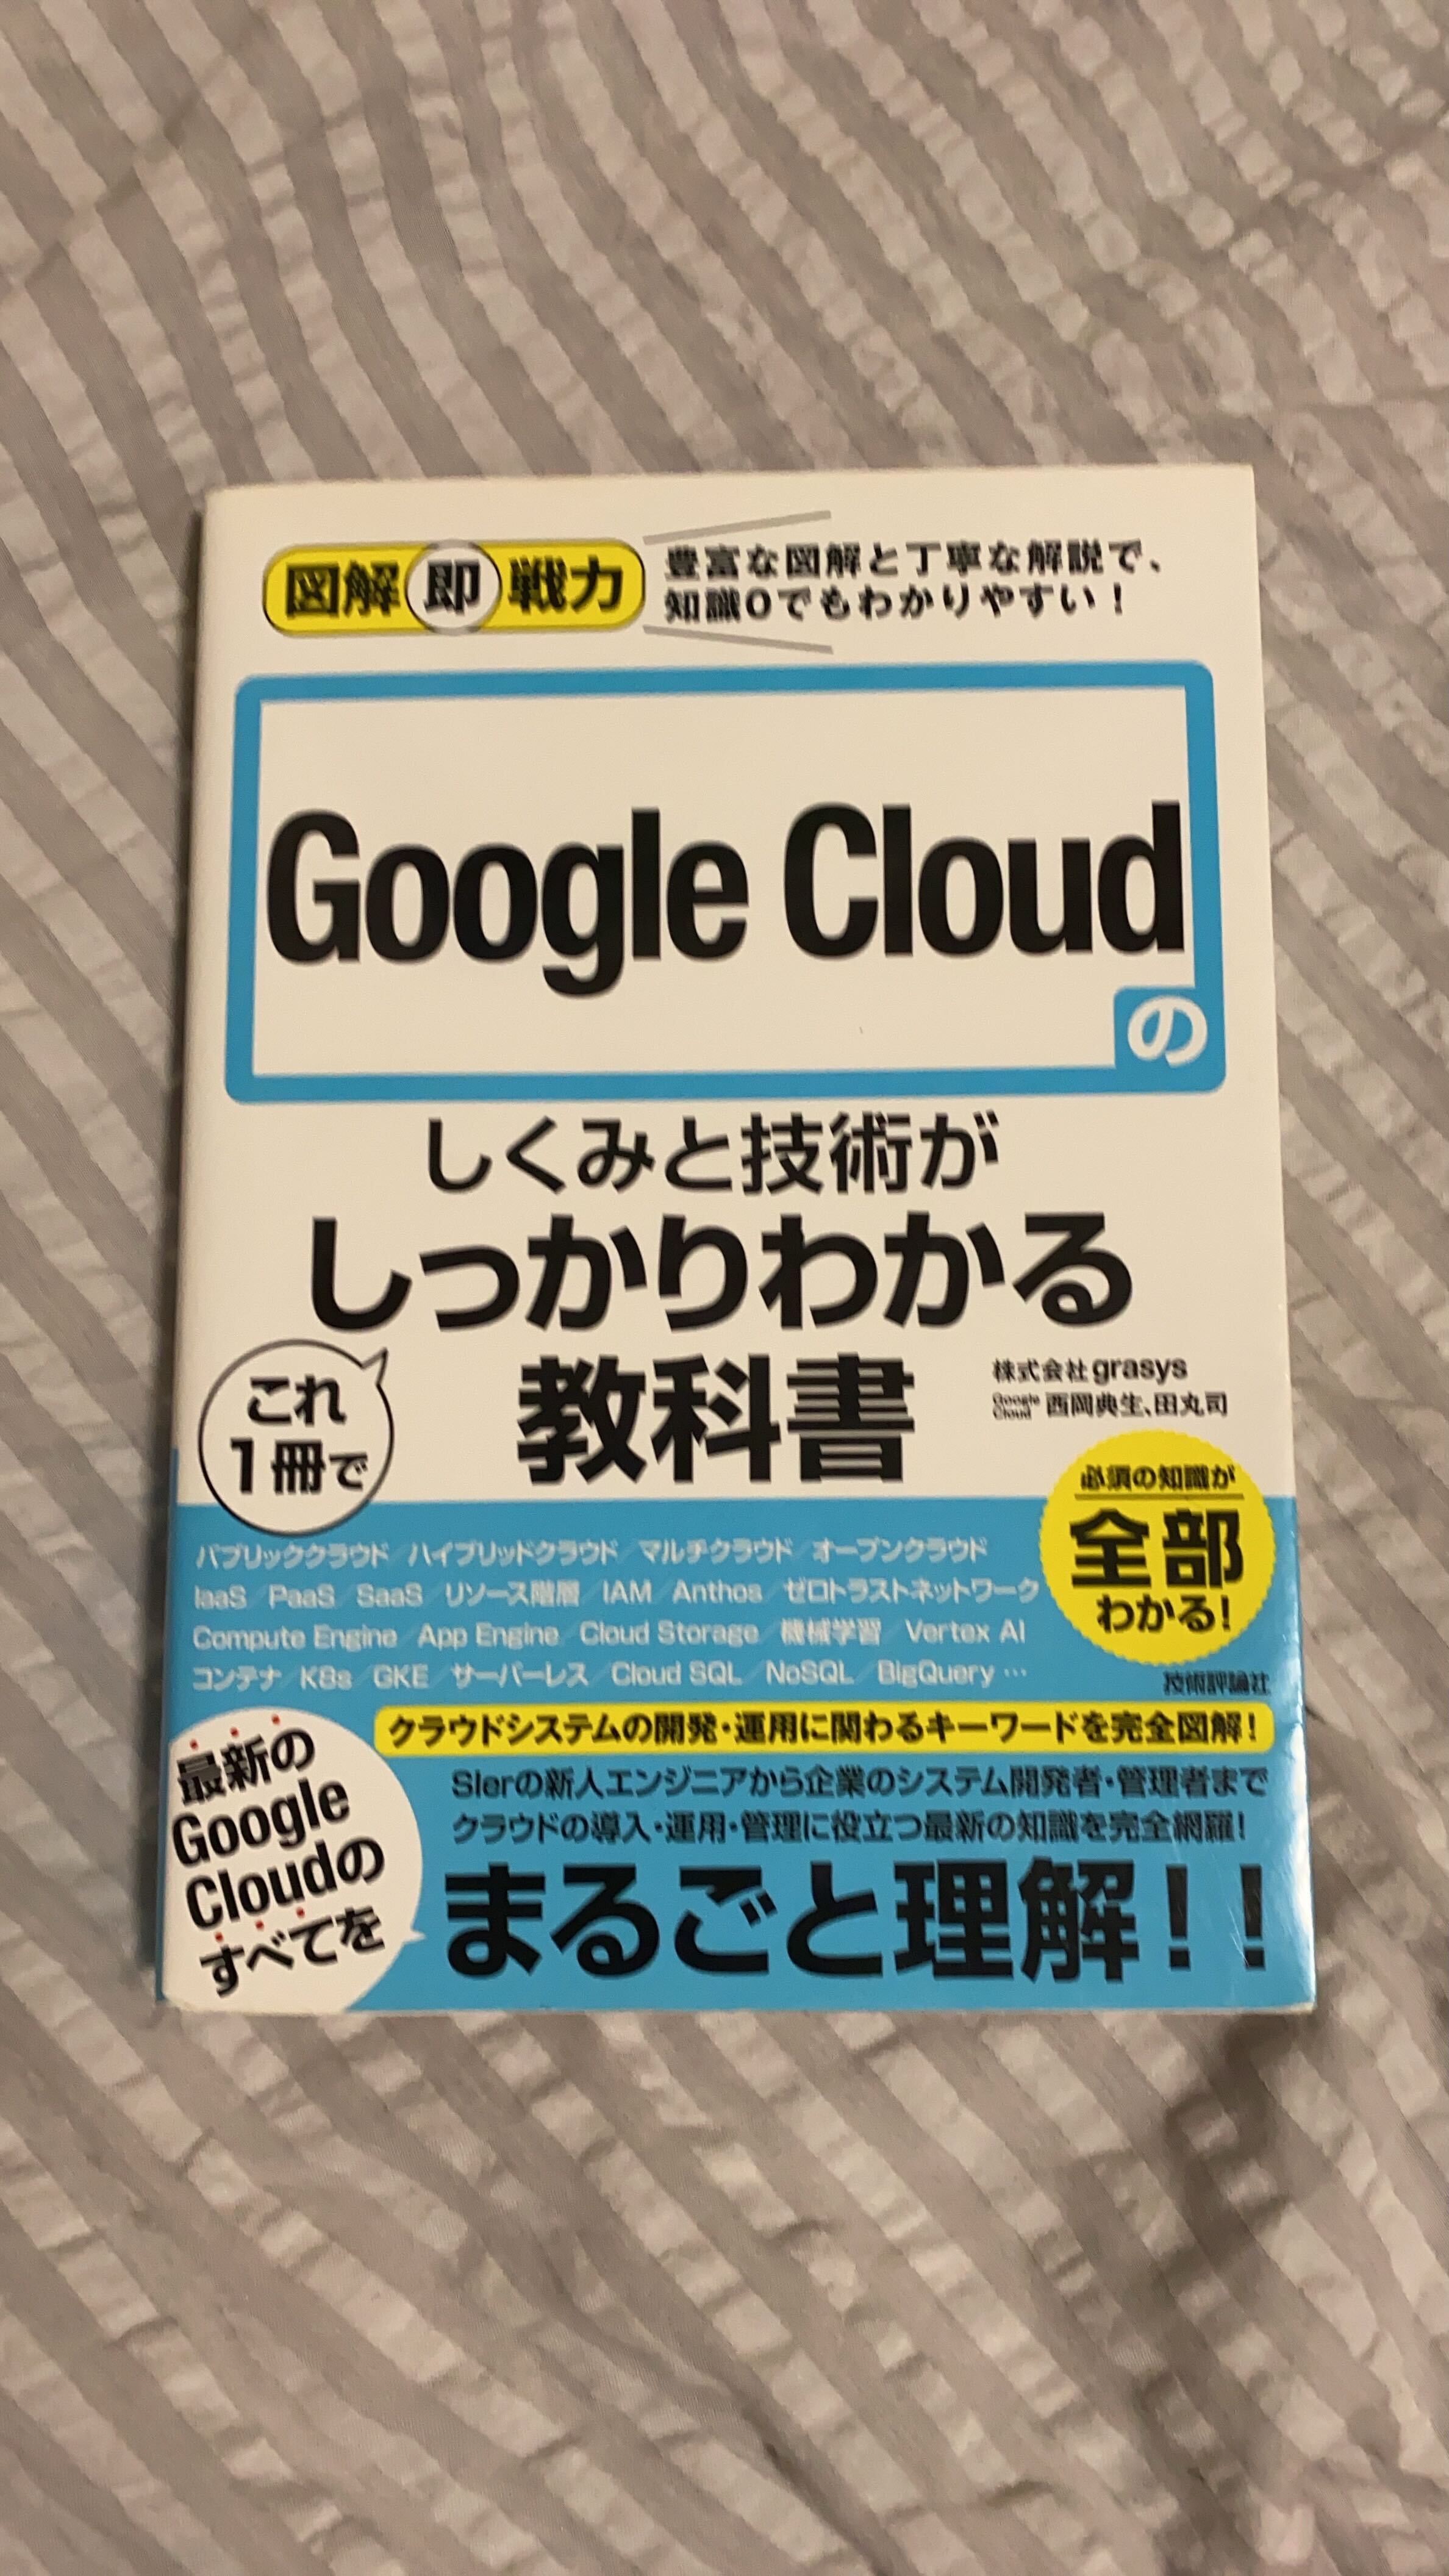 図解即戦力
豊富な図解と丁寧な解説で、
知識0でもわかりやすい！
Google Cloud
の
しくみと技術が
しっかりわかる
教科書
これ
1冊で
株式会社grasys
Google Cloud 西岡典生、田丸司
必須の知識が
全部
わかる！
パブリッククラウド／ハイブリッドクラウド／マルチクラウド／オープンクラウド
IaaS／PaaS／SaaS／リソース階層／IAM／Anthos／ゼロトラストネットワーク
Compute Engine／App Engine／Cloud Storage／機械学習／Vertex AI
コンテナ／K8s／GKE／サーバーレス／Cloud SQL／NoSQL／BigQuery …
技術評論社
クラウドシステムの開発・運用に関わるキーワードを完全図解！
SIerの新人エンジニアから企業のシステム開発者・管理者まで
クラウドの導入・運用・管理に役立つ最新の知識を完全網羅！
最新の
Google
Cloudの
すべてを
まるごと理解！！